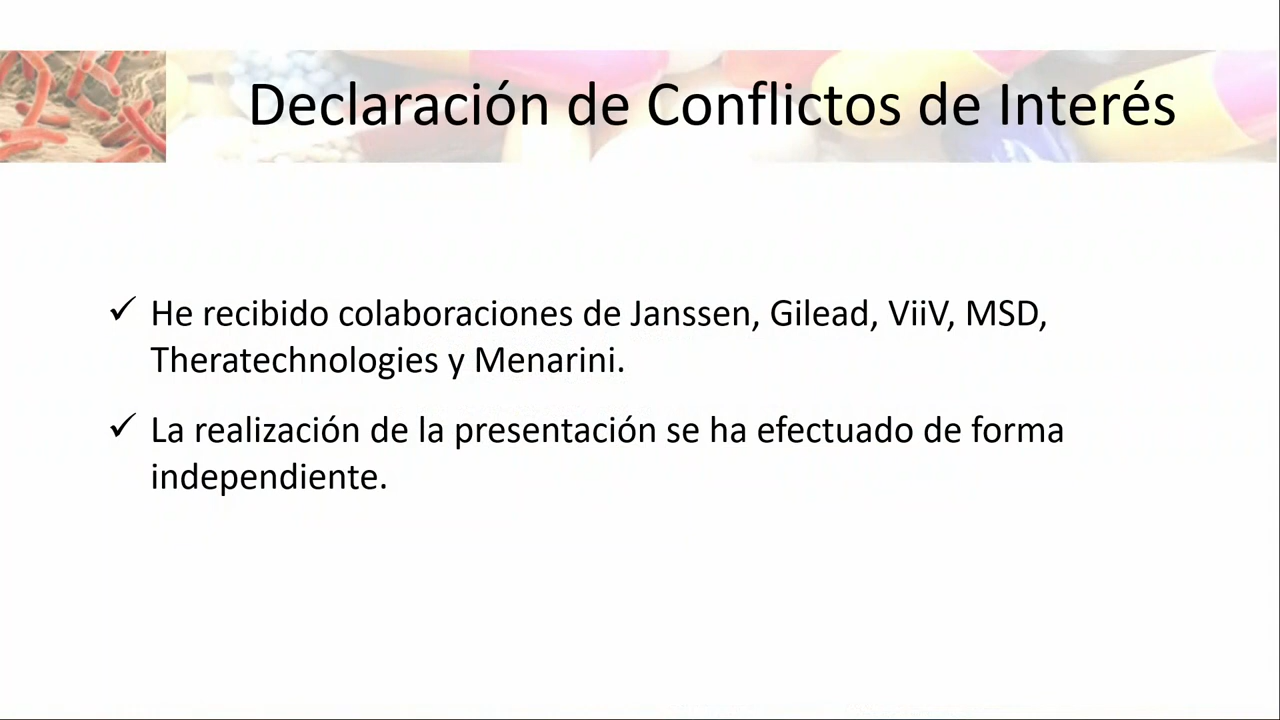 Declaración de Conflictos de Interés
✓ He recibido colaboraciones de Janssen, Gilead, ViiV, MSD,
Theratechnologies y Menarini.
✓ La realización de la presentación se ha efectuado de forma
independiente.